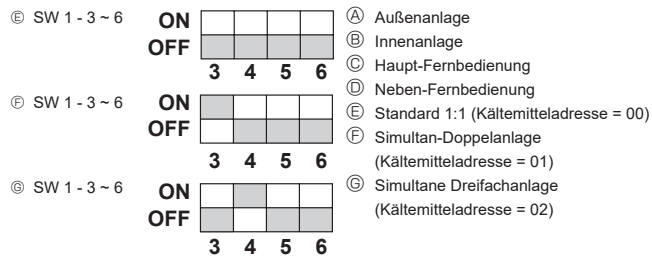 Ⓔ SW 1 - 3 ~ 6
ON
OFF
3 4 5 6
Ⓕ SW 1 - 3 ~ 6
ON
OFF
3 4 5 6
Ⓖ SW 1 - 3 ~ 6
ON
OFF
3 4 5 6
Ⓐ Außenanlage
Ⓑ Innenanlage
Ⓒ Haupt-Fernbedienung
Ⓓ Neben-Fernbedienung
Ⓔ Standard 1:1 (Kältemitteladresse = 00)
Ⓕ Simultan-Doppelanlage
(Kältemitteladresse = 01)
Ⓖ Simultane Dreifachanlage
(Kältemitteladresse = 02)